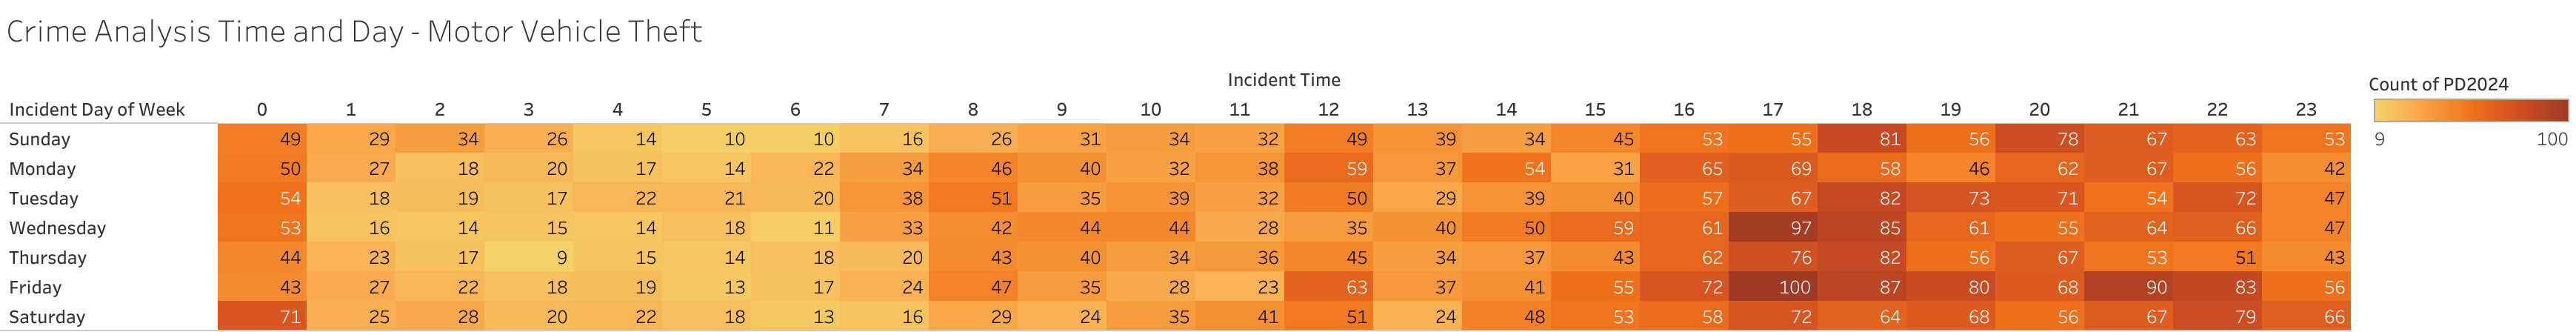 Crime Analysis Time and Day - Motor Vehicle Theft
Incident Time
Count of PD2024
Incident Day of Week 0 1 2 3 4 5 6 7 8 9 10 11 12 13 14 15 16 17 18 19 20 21 22 23
9 100
Sunday 49 29 34 26 14 10 10 16 26 31 34 32 49 39 34 45 53 55 81 56 78 67 63 53
Monday 50 27 18 20 17 14 22 34 46 40 32 38 59 37 54 31 65 69 58 46 62 67 56 42
Tuesday 54 18 19 17 22 21 20 38 51 35 39 32 50 29 39 40 57 67 82 73 71 54 72 47
Wednesday 53 16 14 15 14 18 11 33 42 44 44 28 35 40 50 59 61 97 85 61 55 64 66 47
Thursday 44 23 17 9 15 14 18 20 43 40 34 36 45 34 37 43 62 76 82 56 67 53 51 43
Friday 43 27 22 18 19 13 17 24 47 35 28 23 63 37 41 55 72 100 87 80 68 90 83 56
Saturday 71 25 28 20 22 18 13 16 29 24 35 41 51 24 48 53 58 72 64 68 56 67 79 66